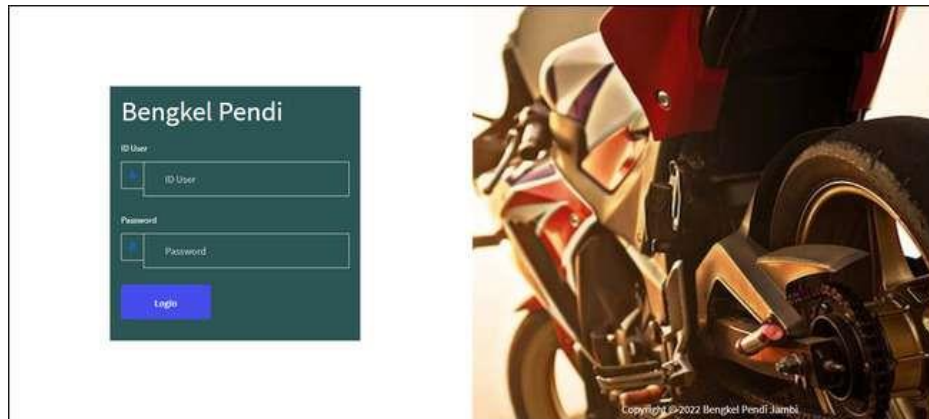 Bengkel Pendi
ID User
ID User
Password
Password
Login
Copyright © 2022 Bengkel Pendi Jambi